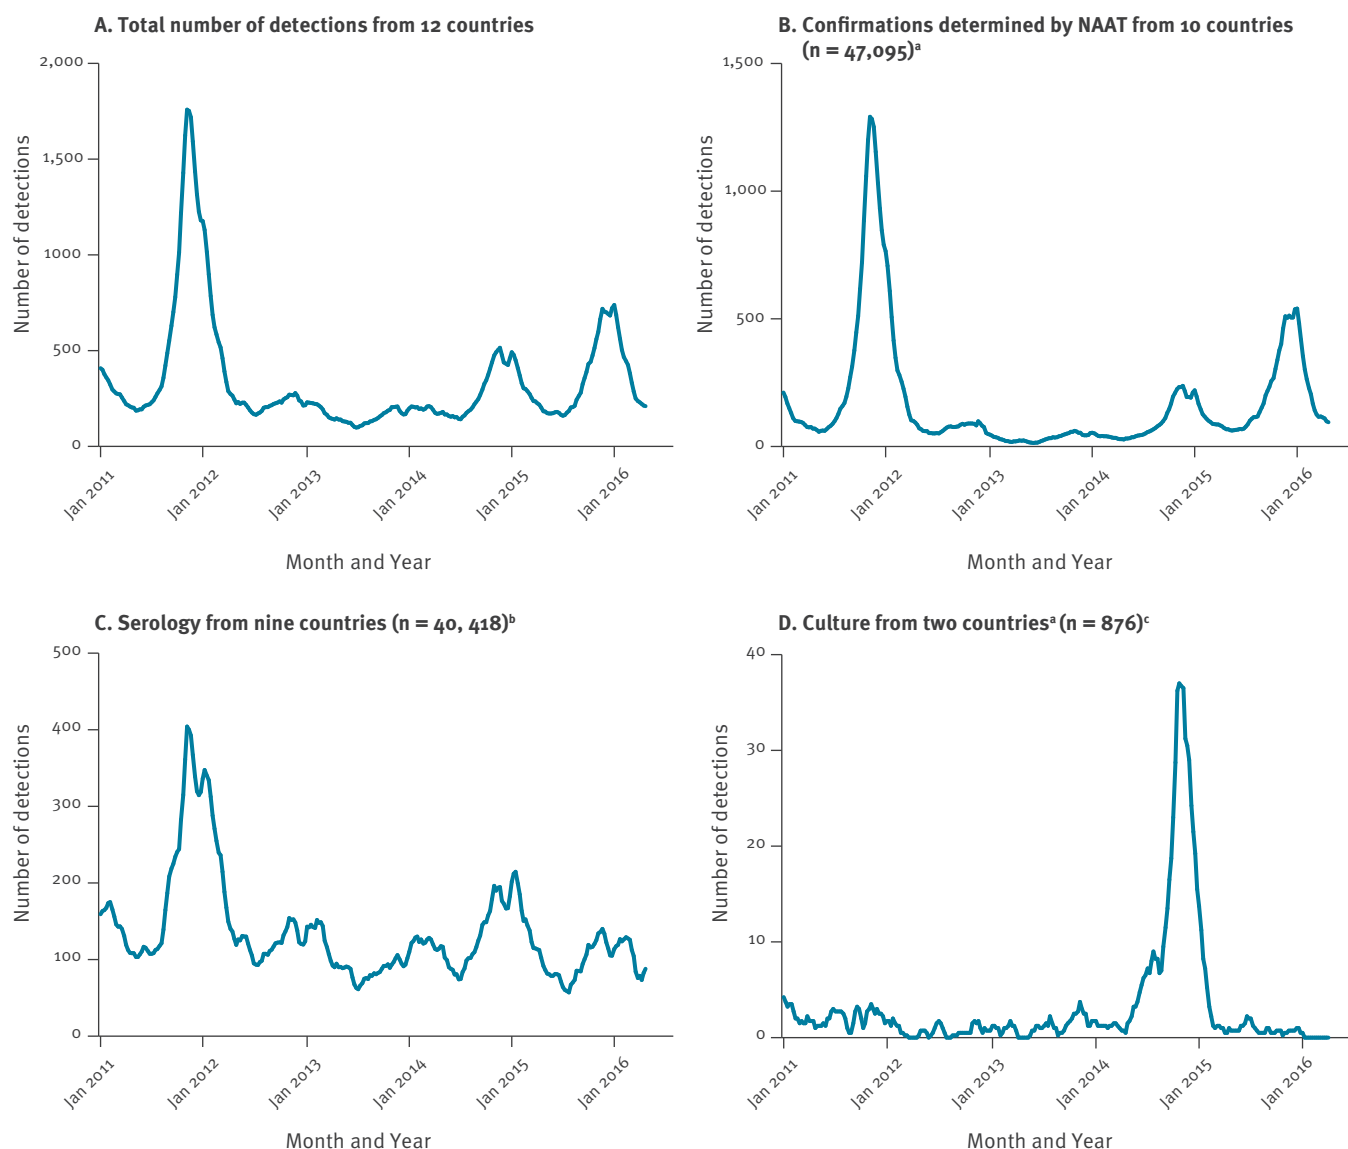 A. Total number of detections from 12 countries
2,000
1,500
1000
500
0
Number of detections
Jan 2011
Jan 2012
Jan 2013
Jan 2014
Jan 2015
Jan 2016
Month and Year
B. Confirmations determined by NAAT from 10 countries
(n = 47,095)ᵃ
1,500
1,000
500
0
Number of detections
Jan 2011
Jan 2012
Jan 2013
Jan 2014
Jan 2015
Jan 2016
Month and Year
C. Serology from nine countries (n = 40, 418)ᵇ
500
400
300
200
100
0
Number of detections
Jan 2011
Jan 2012
Jan 2013
Jan 2014
Jan 2015
Jan 2016
Month and Year
D. Culture from two countriesᵃ (n = 876)ᶜ
40
30
20
10
0
Number of detections
Jan 2011
Jan 2012
Jan 2013
Jan 2014
Jan 2015
Jan 2016
Month and Year